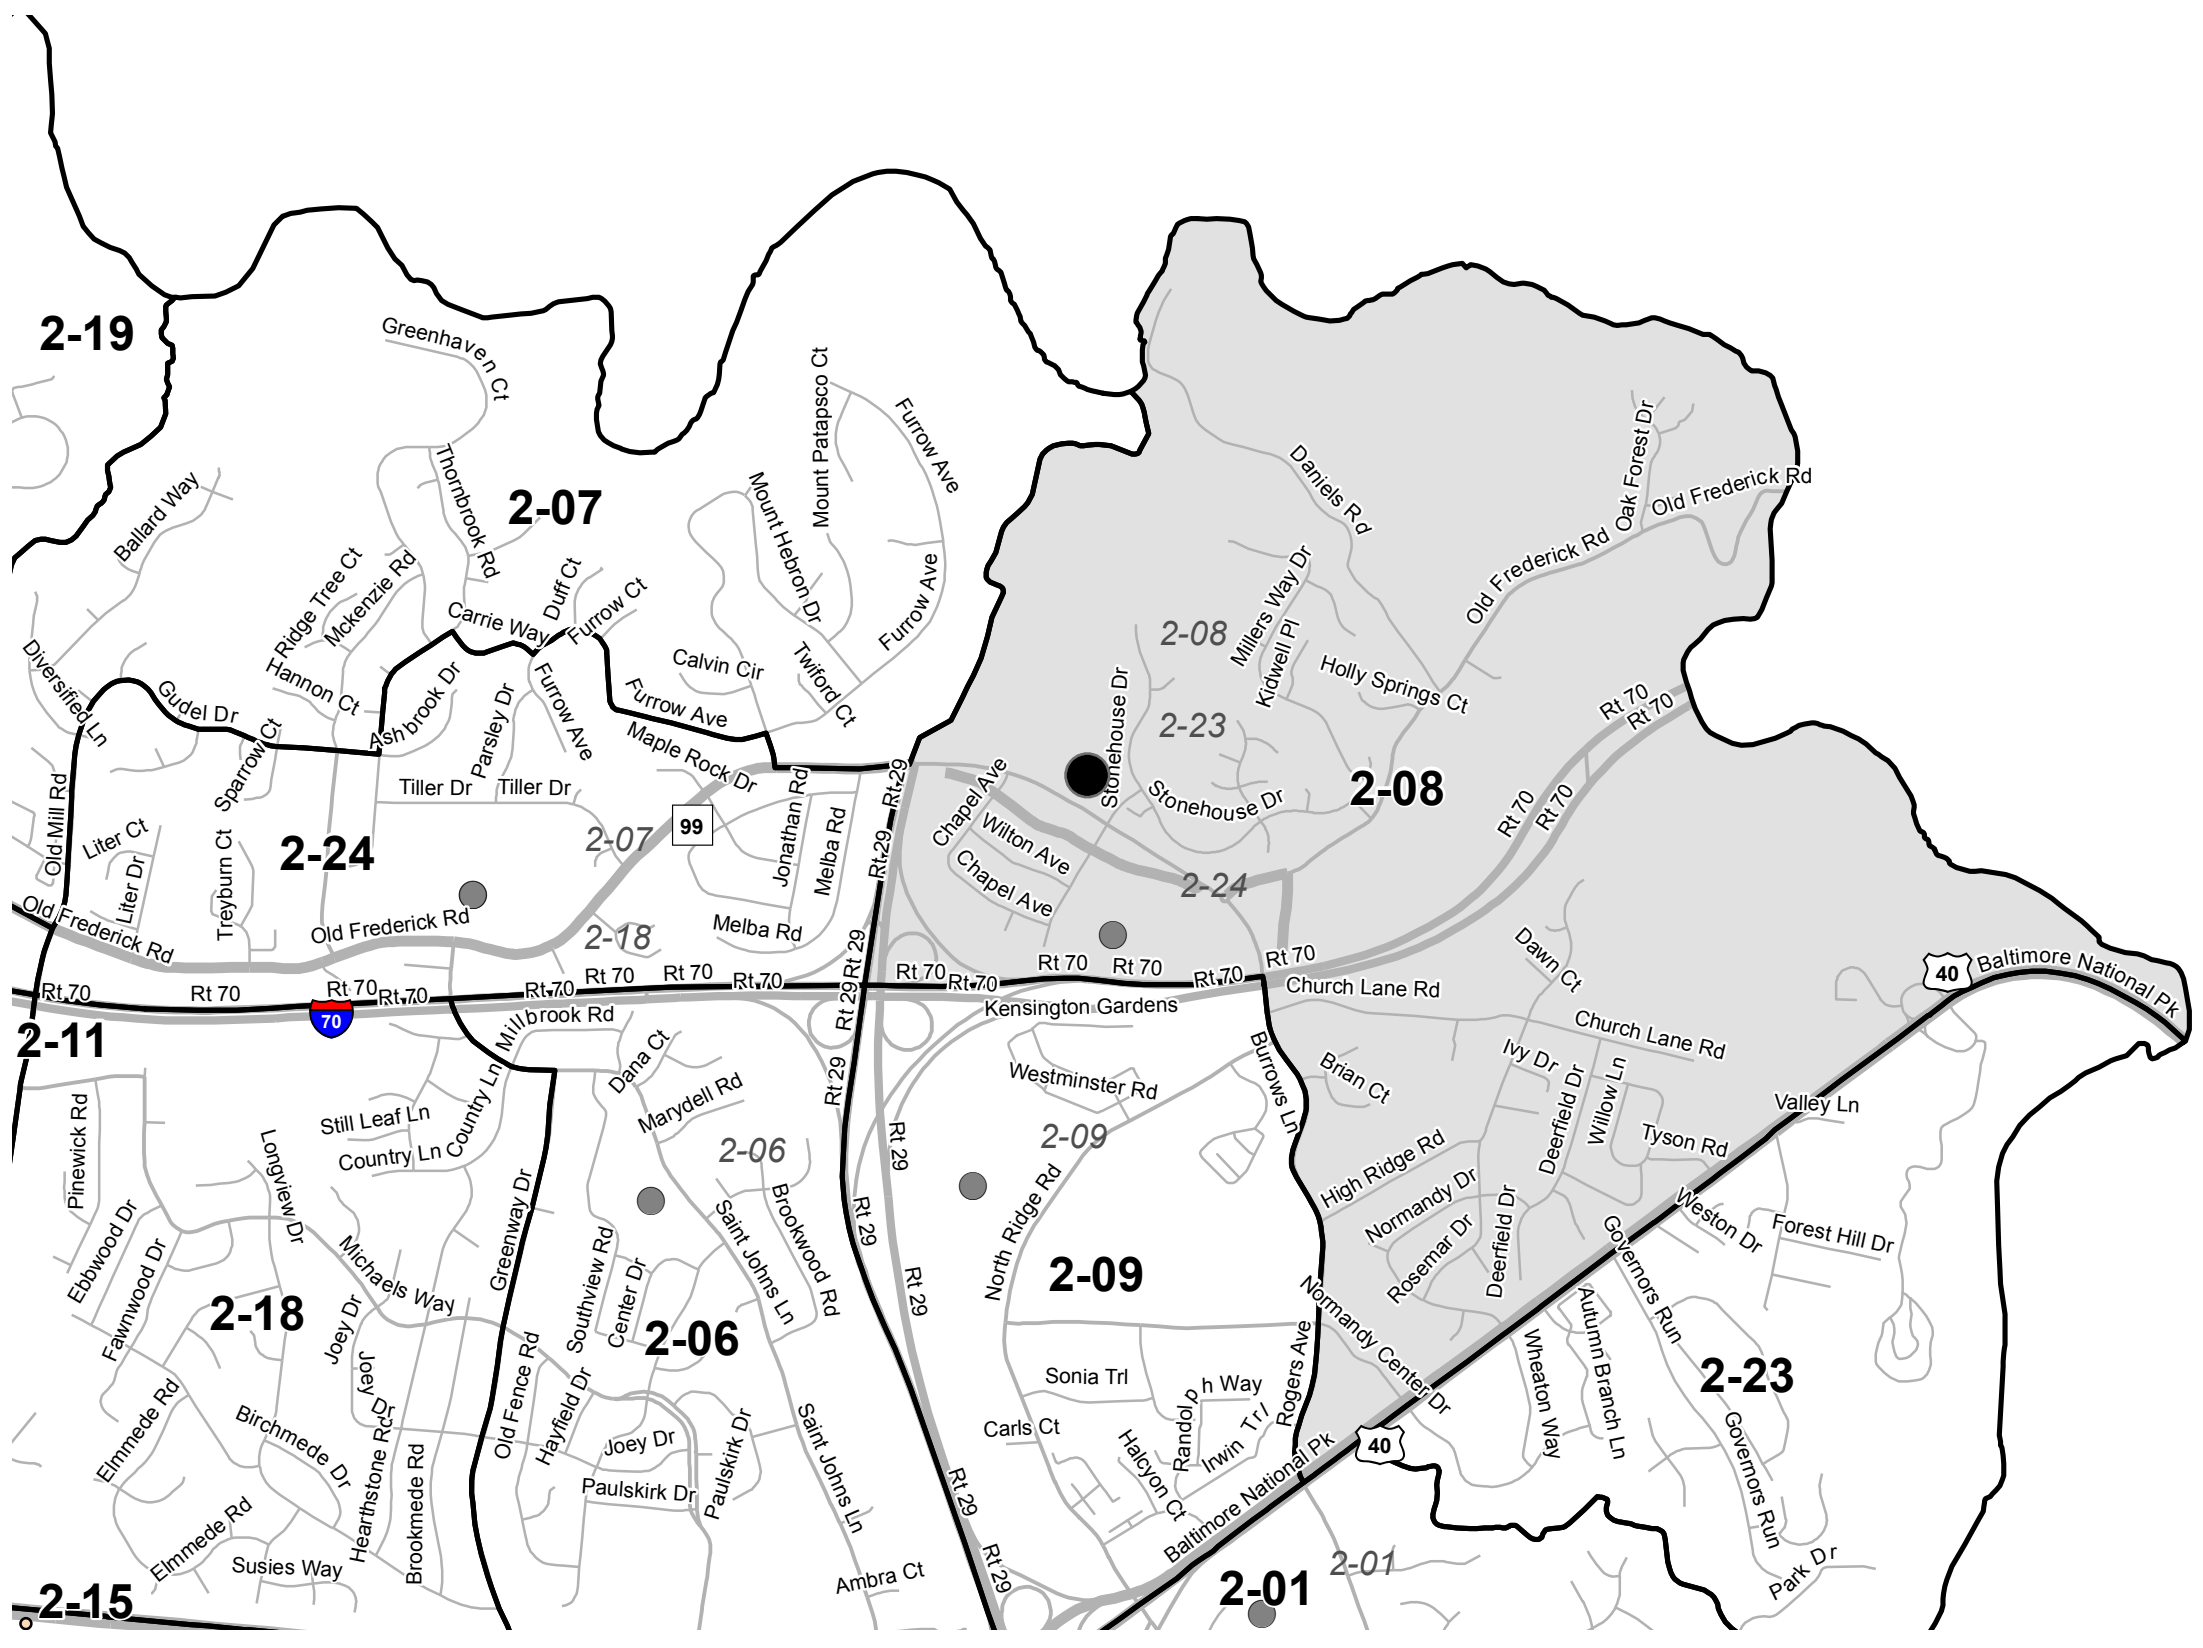 2-19
Greenhaven Ct
Mount Patapsco Ct
Furrow Ave
Oak Forest Dr
Daniels Rd
Old Frederick Rd
Thornbrook Rd
2-07
Mount Hebron Dr
Ballard Way
Old Frederick Rd
Ridge Tree Ct
Mckenzie Rd
Duff Ct
Furrow Ct
Carrie Way
Furrow Ave
Millers Way Dr
2-08
Kidwell Pl
Diversified Ln
Hannon Ct
Gudel Dr
Ashbrook Dr
Parsley Dr
Furrow Ave
Furrow Ave
Calvin Cir
Twiford Ct
Holly Springs Ct
Stonehouse Dr
2-23
Rt 70
Rt 70
Sparrow Ct
Maple Rock Dr
Old Mill Rd
Tiller Dr
Tiller Dr
Jonathan Rd
Melba Rd
Rt 29
Chapel Ave
Stonehouse Dr
2-08
Rt 70
Rt 70
99
Liter Ct
2-24
2-07
Wilton Ave
Rt 29
Liter Dr
Treyburn Ct
Chapel Ave
2-24
Old Frederick Rd
Old Frederick Rd
2-18
Melba Rd
Rt 29
Dawn Ct
Rt 70
Rt 70
Rt 70
Rt 70
Rt 70
Rt 70
Rt 70
Rt 70
Rt 70
Rt 70
Rt 70
Rt 70
Rt 70
Rt 70
40
Baltimore National Pk
Church Lane Rd
Kensington Gardens
Rt 29
70
Millbrook Rd
2-11
Church Lane Rd
Dana Ct
Burrows Ln
Brian Ct
Ivy Dr
Deerfield Dr
Willow Ln
Westminster Rd
Rt 29
Marydell Rd
Pinewick Rd
Still Leaf Ln
Country Ln
Country Ln
Valley Ln
Tyson Rd
2-06
Rt 29
2-09
Longview Dr
High Ridge Rd
Normandy Dr
Rosemar Dr
Deerfield Dr
Weston Dr
Forest Hill Dr
Ebbwood Dr
Fawnwood Dr
Greenway Dr
Saint Johns Ln
Brookwood Rd
Rt 29
North Ridge Rd
Governors Run
Michaels Way
Southview Rd
Center Dr
2-09
Rt 29
Normandy Center Dr
2-18
Joey Dr
2-06
Autumn Branch Ln
Wheaton Way
2-23
Joey Dr
Old Fence Rd
Hayfield Dr
Sonia Trl
Randolph Way
Rogers Ave
Elmmede Rd
Birchmede Dr
Hearthstone Rd
Brookmede Rd
Joey Dr
Paulskirk Dr
Paulskirk Dr
Saint Johns Ln
Carls Ct
Halcyon Ct
Irwin Trl
Baltimore National Pk
40
Governors Run
Rt 29
Elmmede Rd
Susies Way
Ambra Ct
Rt 29
2-01
2-01
Park Dr
2-15